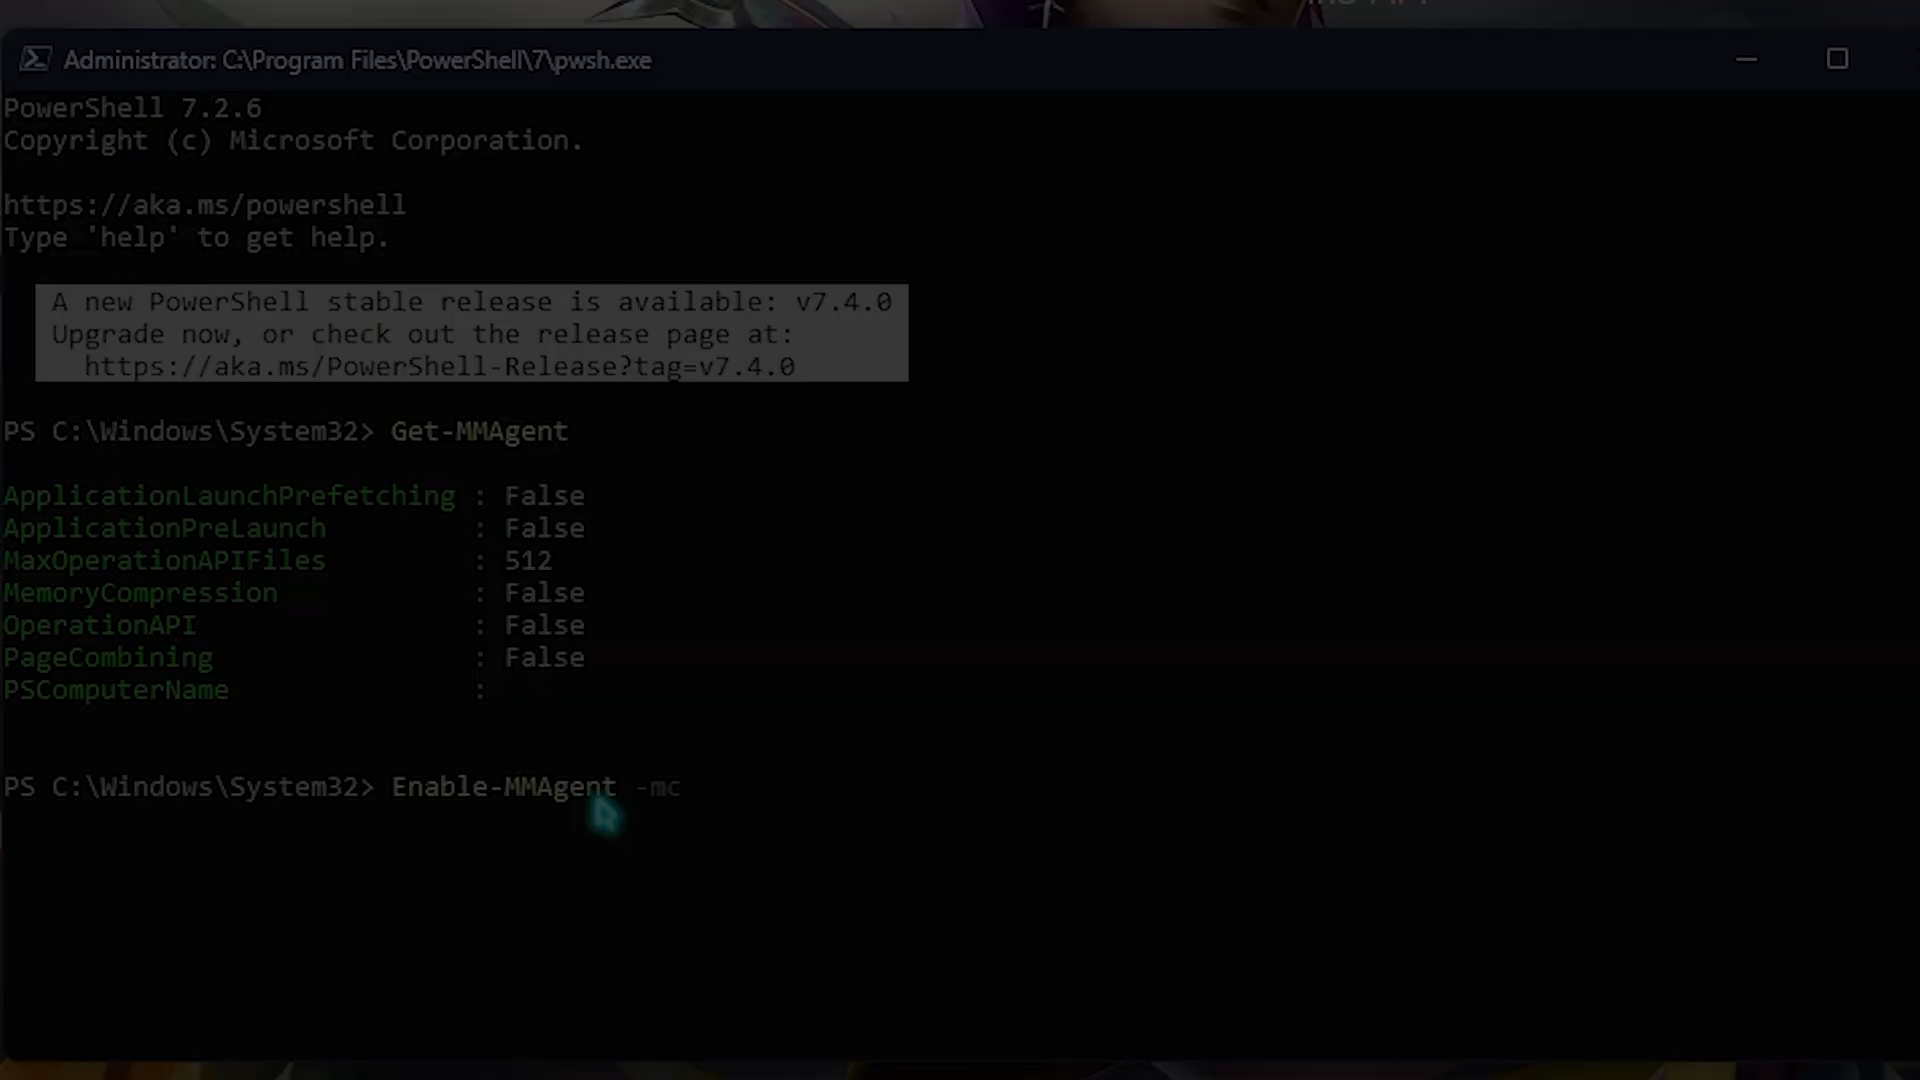 Administrator: C:\Program Files\PowerShell\7\pwsh.exe
PowerShell 7.2.6
Copyright (c) Microsoft Corporation.
https://aka.ms/powershell
Type 'help' to get help.
A new PowerShell stable release is available: v7.4.0
Upgrade now, or check out the release page at:
https://aka.ms/PowerShell-Release?tag=v7.4.0
PS C:\Windows\System32> Get-MMAgent
ApplicationLaunchPrefetching : False
ApplicationPreLaunch : False
MaxOperationAPIFiles : 512
MemoryCompression : False
OperationAPI : False
PageCombining : False
PSComputerName :
PS C:\Windows\System32> Enable-MMAgent -mc